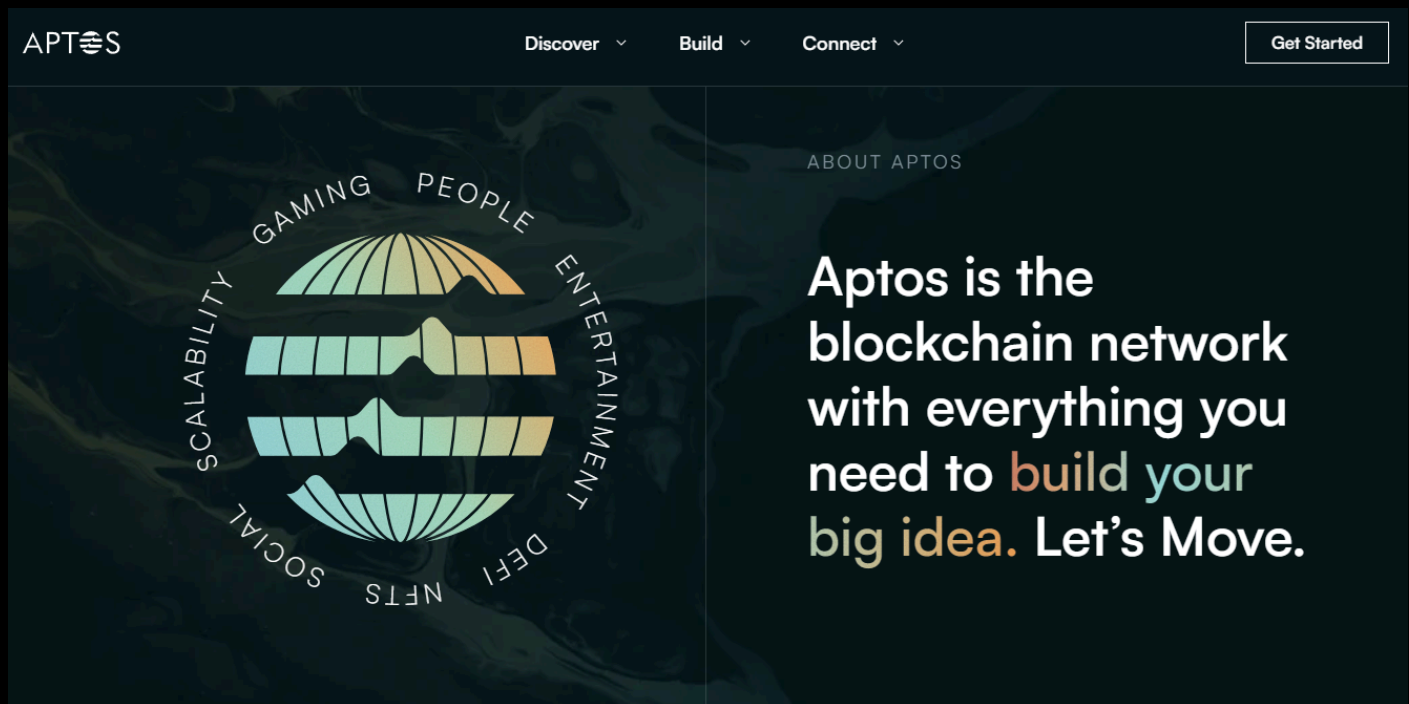 APTOS
Discover
Build
Connect
Get Started
GAMING
PEOPLE
ENTERTAINMENT
DEFI
NFTS
SOCIAL
SCALABILITY
ABOUT APTOS
Aptos is the
blockchain network
with everything you
need to build your
big idea. Let’s Move.